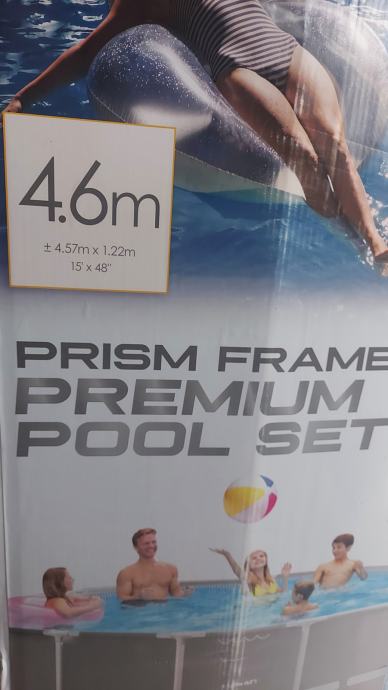 4.6m
± 4.57m x 1.22m
15' x 48"
PRISM FRAME
PREMIUM
POOL SET